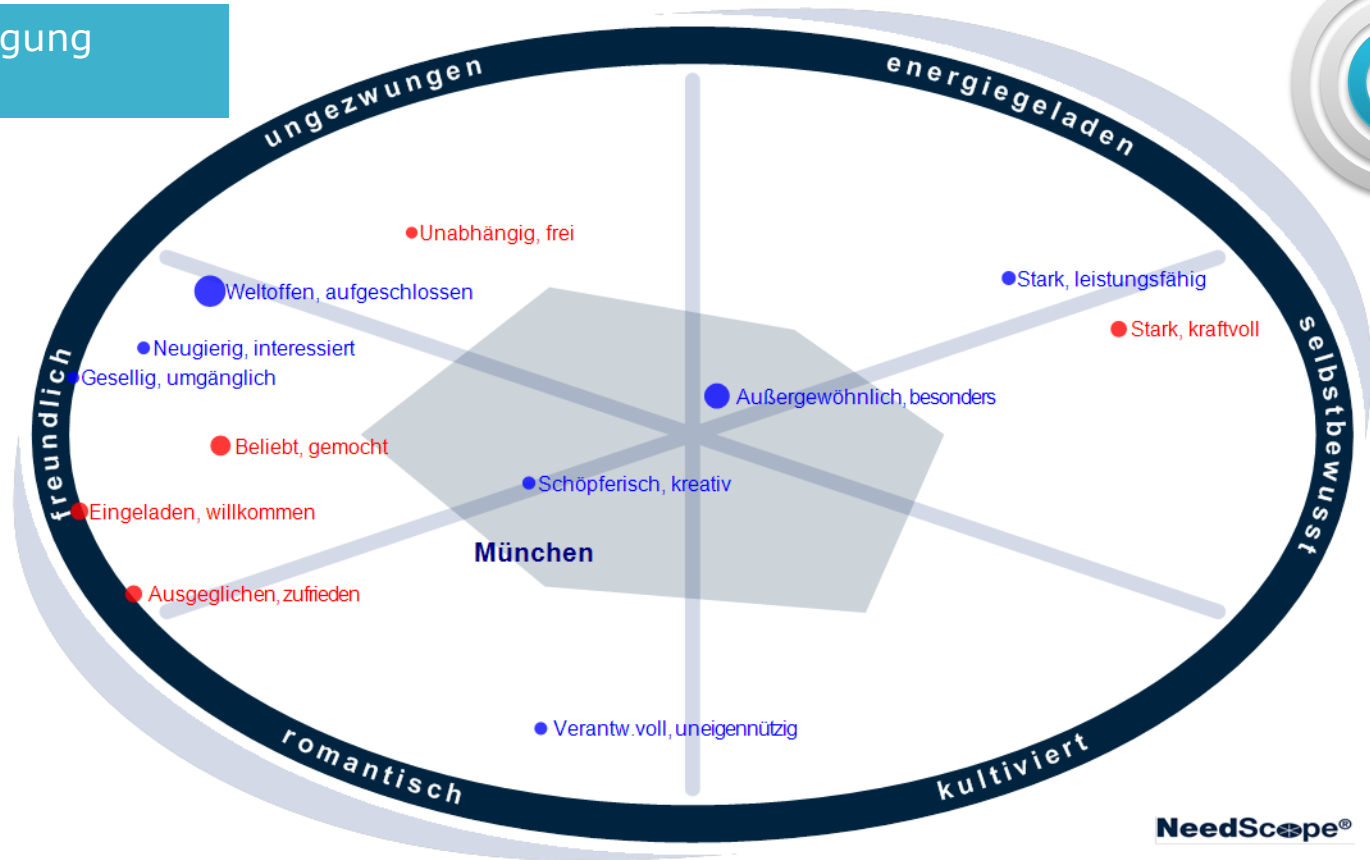 gung
ungezwungen
energiegeladen
Unabhängig, frei
Stark, leistungsfähig
Weltoffen, aufgeschlossen
Stark, kraftvoll
selbstbewusst
Neugierig, interessiert
freundlich
Gesellig, umgänglich
Außergewöhnlich, besonders
Beliebt, gemocht
Schöpferisch, kreativ
Eingeladen, willkommen
München
Ausgeglichen, zufrieden
Verantw.voll, uneigennützig
romantisch
kultiviert
NeedScope®